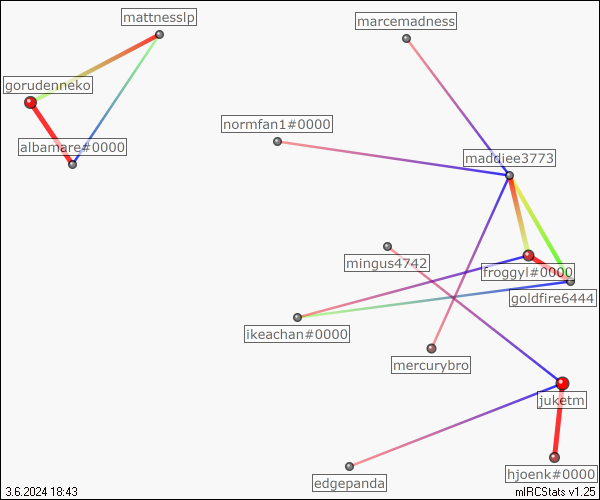 mattnesslp
marcemadness
gorudenneko
normfan1#0000
albamare#0000
maddiee3773
mingus4742
froggyl#0000
goldfire6444
ikeachan#0000
mercurybro
juketm
hjoenk#0000
edgepanda
3.6.2024 18:43
mIRCStats v1.25